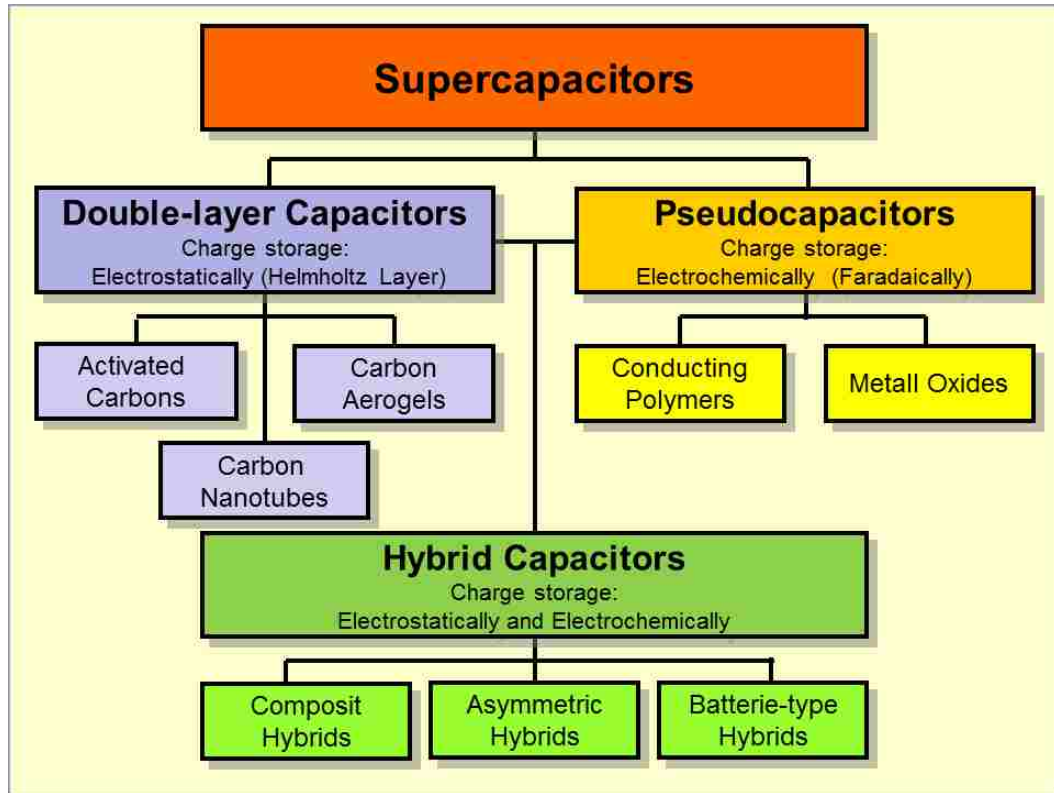 Supercapacitors
Double-layer Capacitors
Charge storage:
Electrostatically (Helmholtz Layer)
Pseudocapacitors
Charge storage:
Electrochemically (Faradaically)
Activated
Carbons
Carbon
Aerogels
Carbon
Nanotubes
Conducting
Polymers
Metall Oxides
Hybrid Capacitors
Charge storage:
Electrostatically and Electrochemically
Composit
Hybrids
Asymmetric
Hybrids
Batterie-type
Hybrids